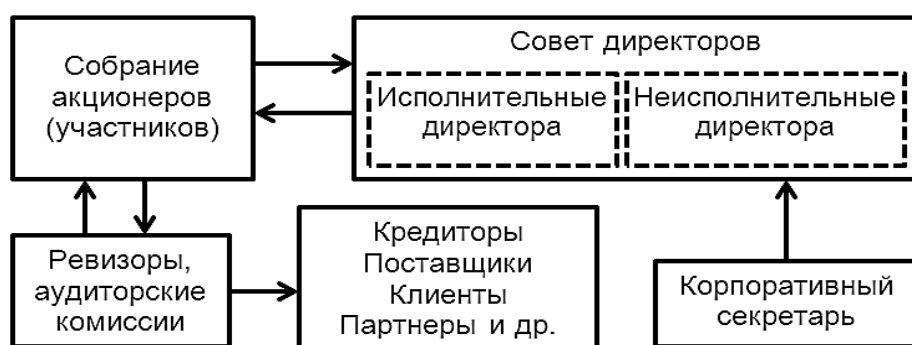 Собрание
акционеров
(участников)
Совет директоров
Исполнительные
директора
Неисполнительные
директора
Ревизоры,
аудиторские
комиссии
Кредиторы
Поставщики
Клиенты
Партнеры и др.
Корпоративный
секретарь